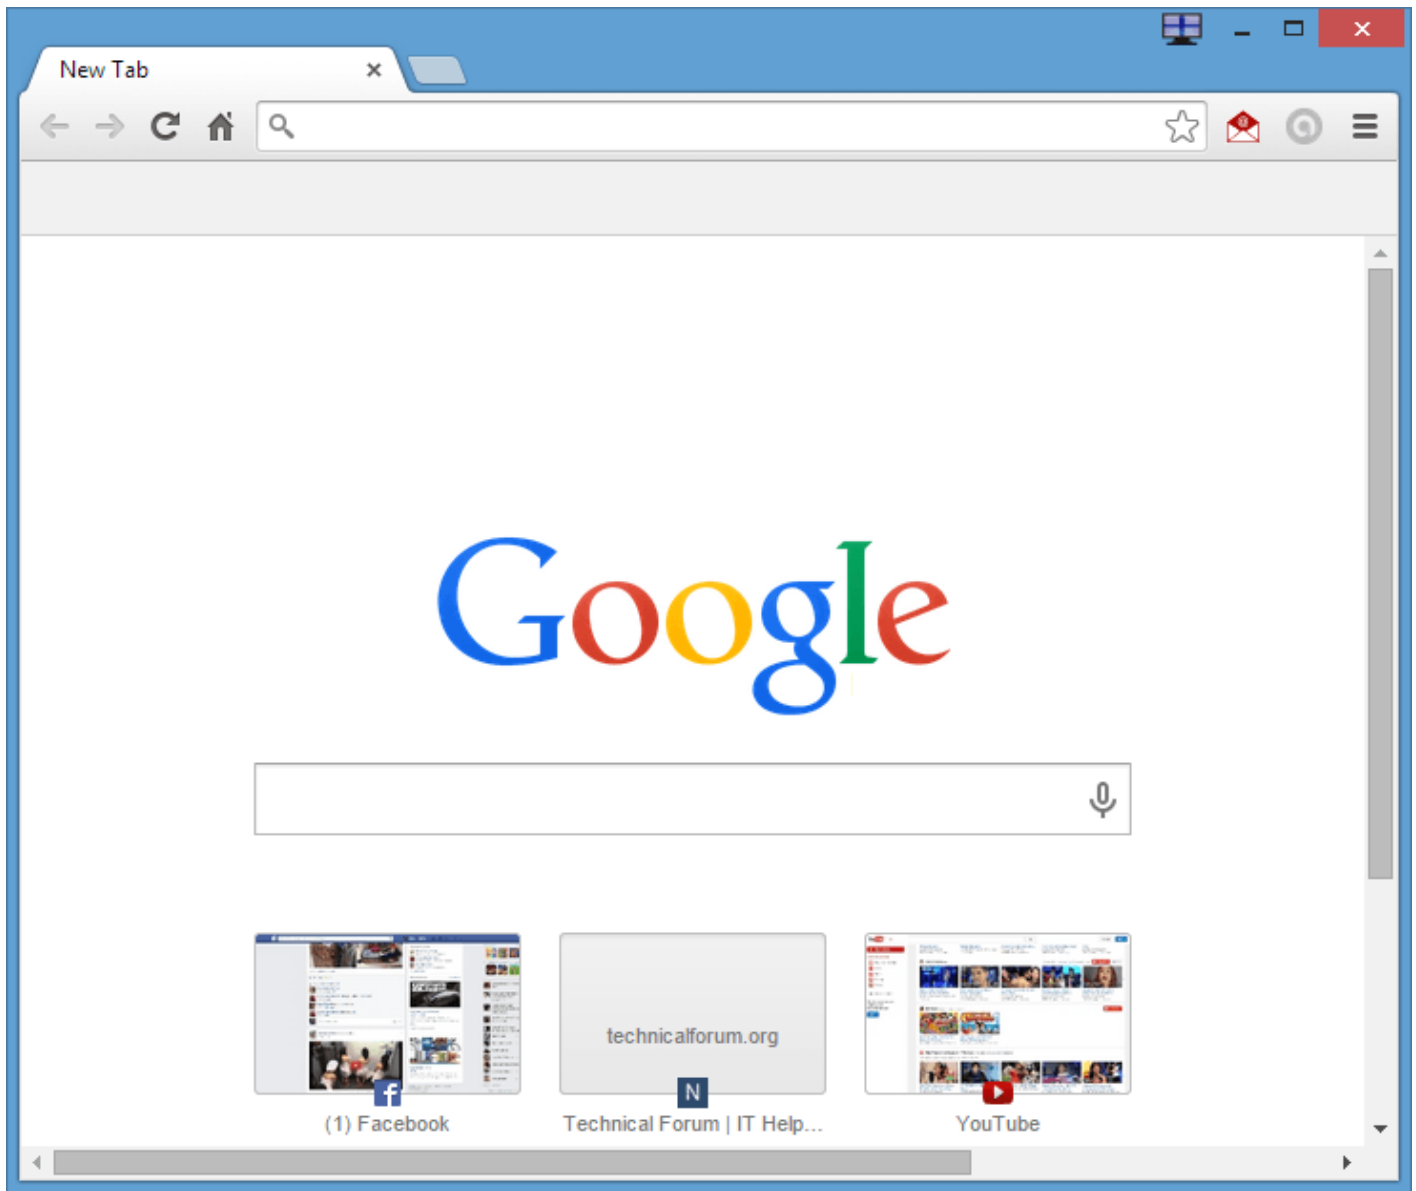 New Tab
Google
technicalforum.org
N
(1) Facebook
Technical Forum | IT Help...
YouTube